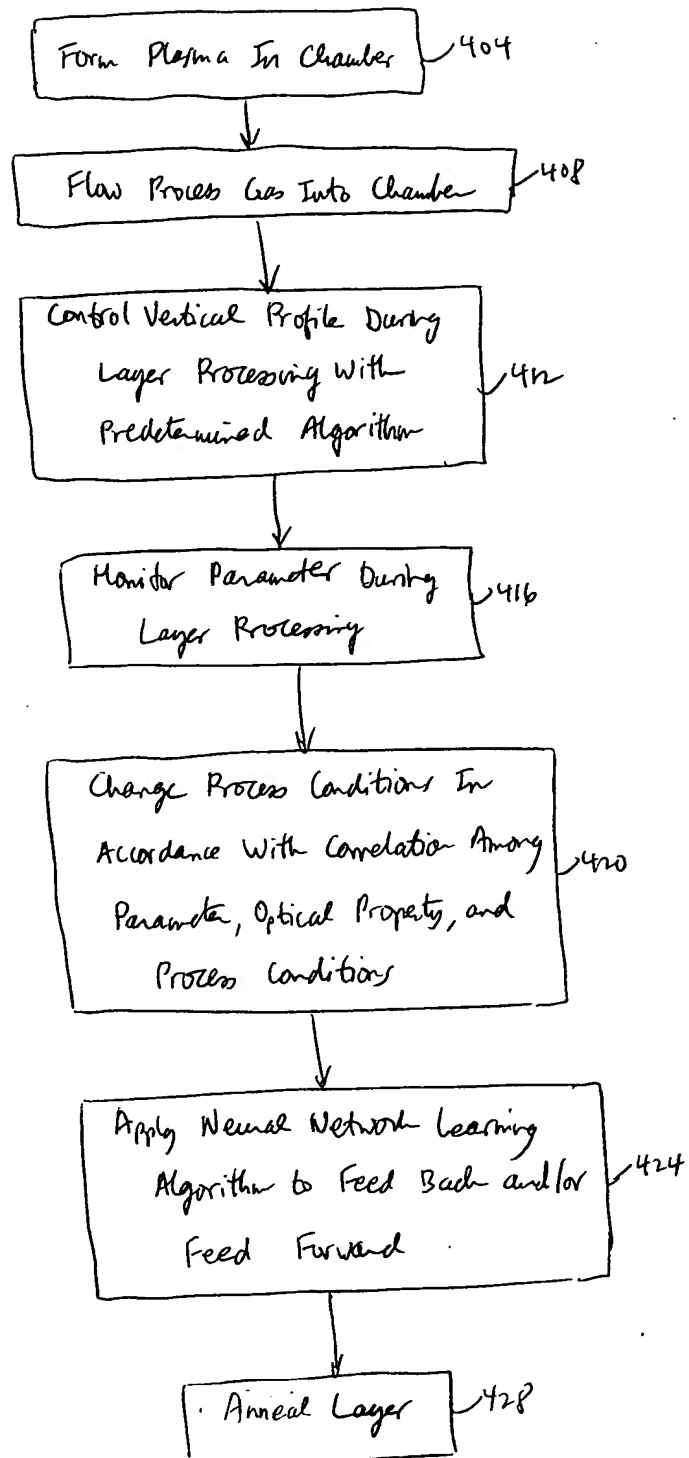 Form Plasma In Chamber
404
Flow Process Gas Into Chamber
408
Control Vertical Profile During
Layer Processing With
Predetermined Algorithm
412
Monitor Parameter During
Layer Processing
416
Change Process Conditions In
Accordance With Correlation Among
Parameter, Optical Property, and
Process Conditions
420
Apply Neural Network Learning
Algorithm to Feed Back and/or
Feed Forward
424
Anneal Layer
428